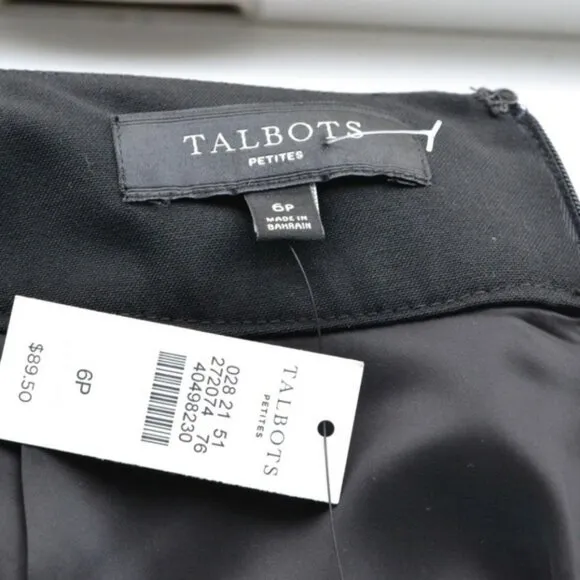 TALBOTS
PETITES
6P
MADE IN
BAHRAIN
TALBOTS
PETITES
028 21 51
272074 76
40498230
6P
$89.50